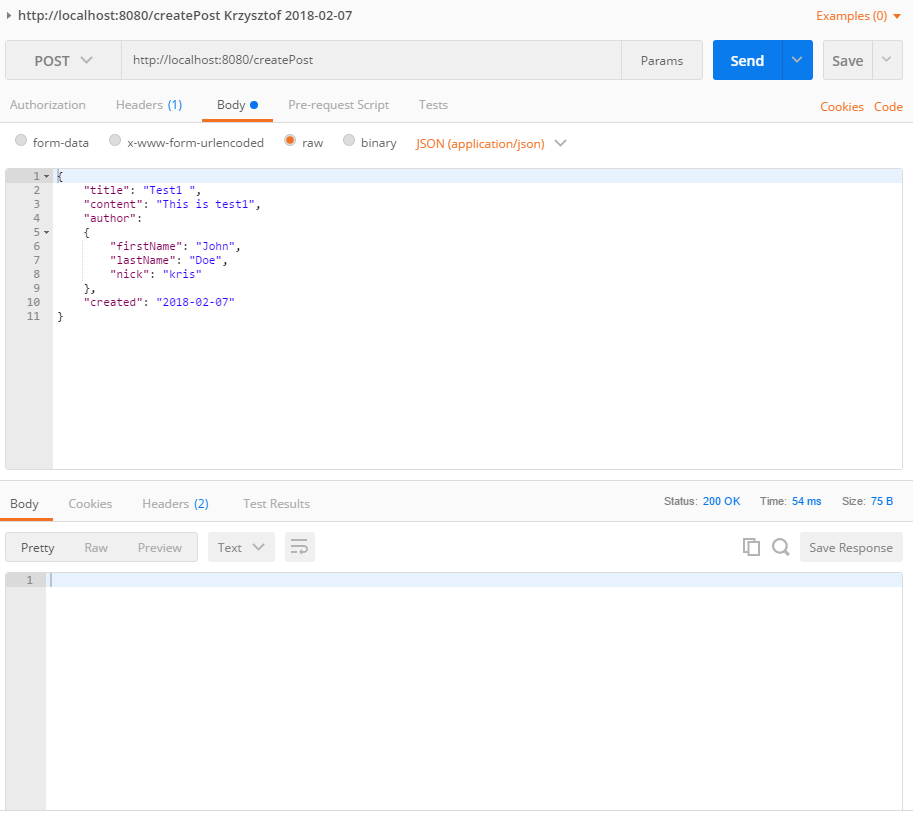 http://localhost:8080/createPost Krzysztof 2018-02-07 Examples (0)
POST http://localhost:8080/createPost Params Send Save
Authorization Headers (1) Body Pre-request Script Tests Cookies Code
form-data x-www-form-urlencoded raw binary JSON (application/json)
1 {
2 "title": "Test1 ",
3 "content": "This is test1",
4 "author":
5 {
6 "firstName": "John",
7 "lastName": "Doe",
8 "nick": "kris"
9 },
10 "created": "2018-02-07"
11 }
Body Cookies Headers (2) Test Results Status: 200 OK Time: 54 ms Size: 75 B
Pretty Raw Preview Text Save Response
1